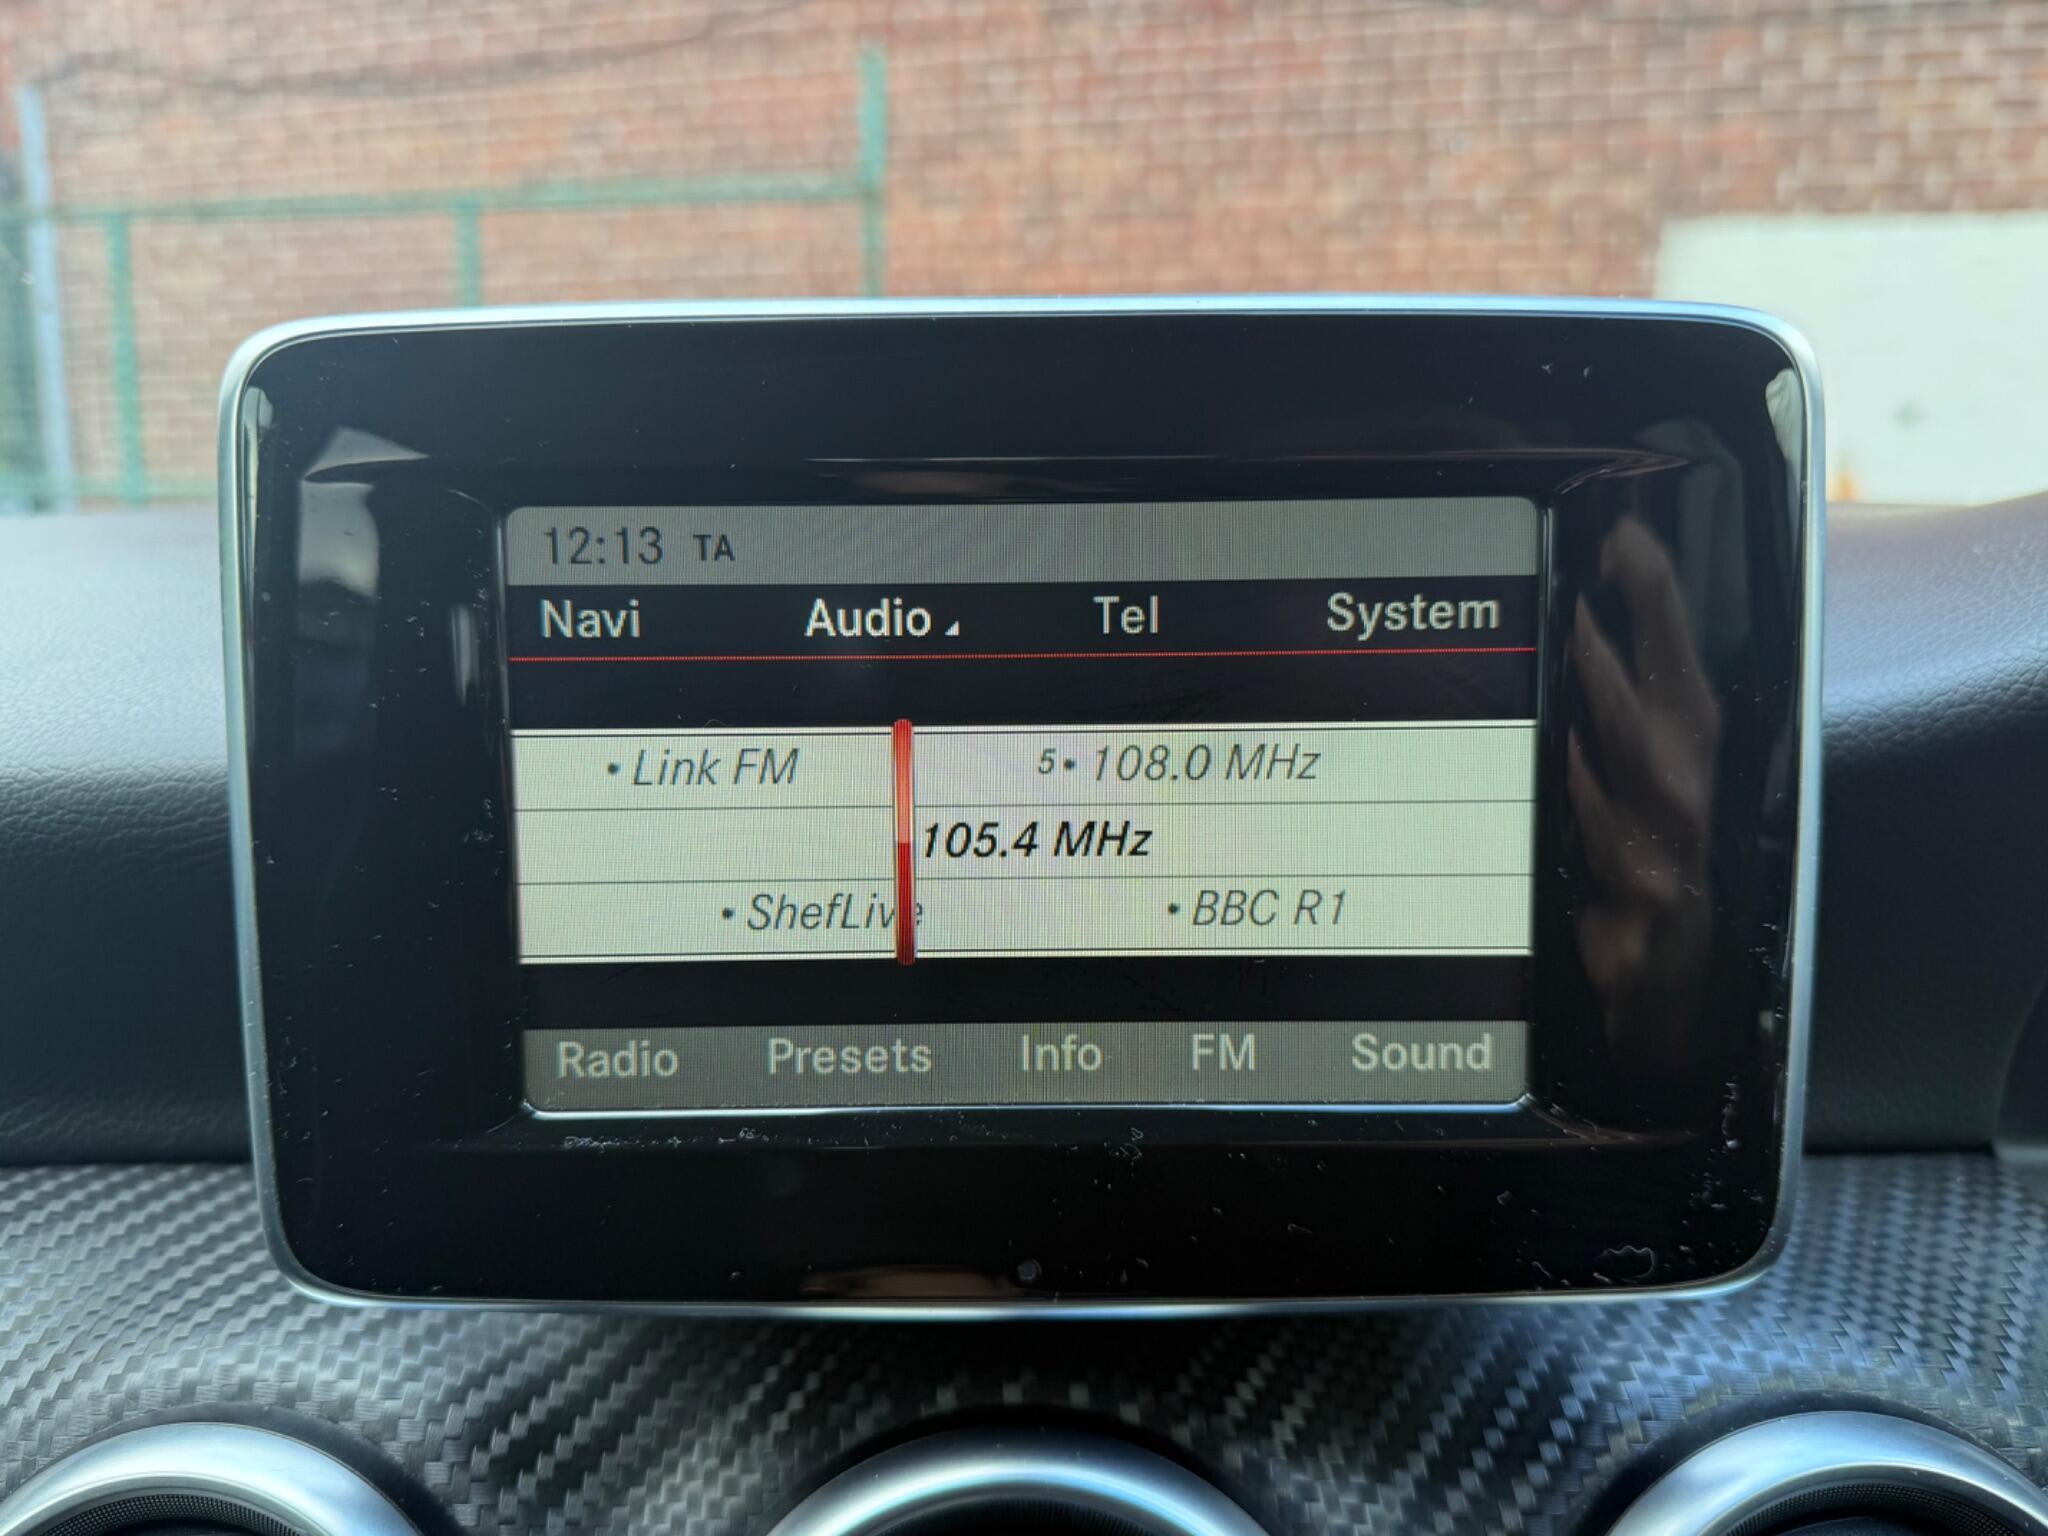 12:13 TA
Navi Audio Tel System
• Link FM 5• 108.0 MHz
105.4 MHz
• ShefLive • BBC R1
Radio Presets Info FM Sound